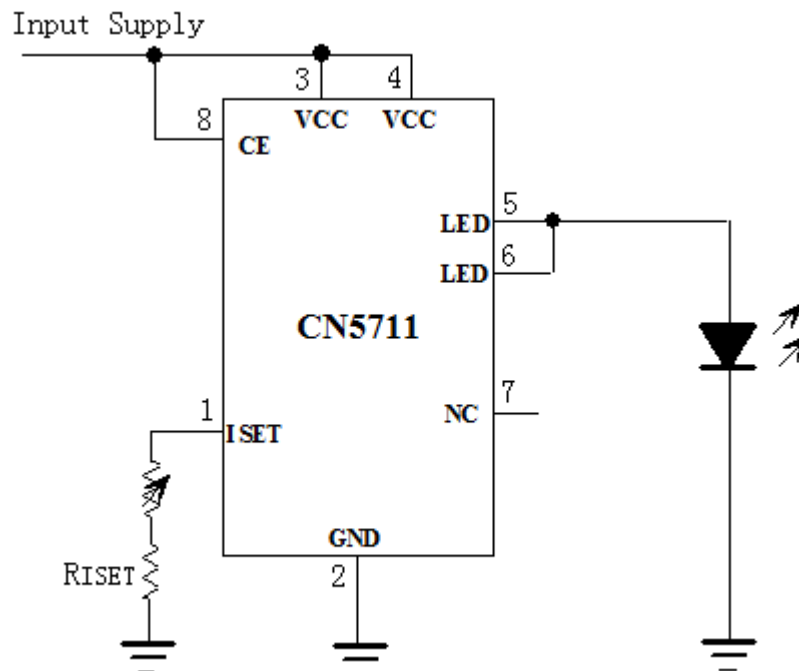 Input Supply
3 4
8 VCC VCC
CE
5
LED
6
LED
CN5711
1 7
ISET NC
GND
RISET 2